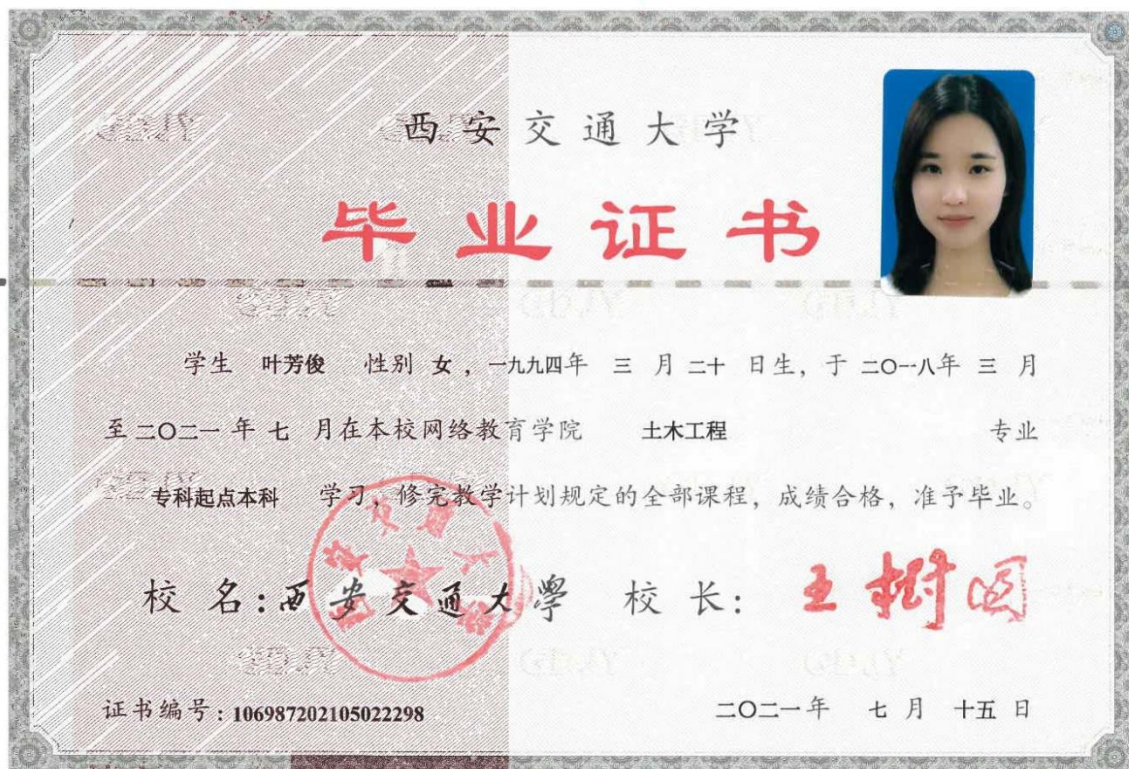 西安交通大学
毕业证书
学生 叶芳俊 性别 女，一九九四年 三 月 二十 日生，于 二〇一八年 三 月
至 二〇二一 年 七 月在本校网络教育学院 土木工程 专业
专科起点本科 学习，修完教学计划规定的全部课程，成绩合格，准予毕业。
校 名：西安交通大學 校 长：王树国
证书编号：106987202105022298 二〇二一年 七 月 十五 日